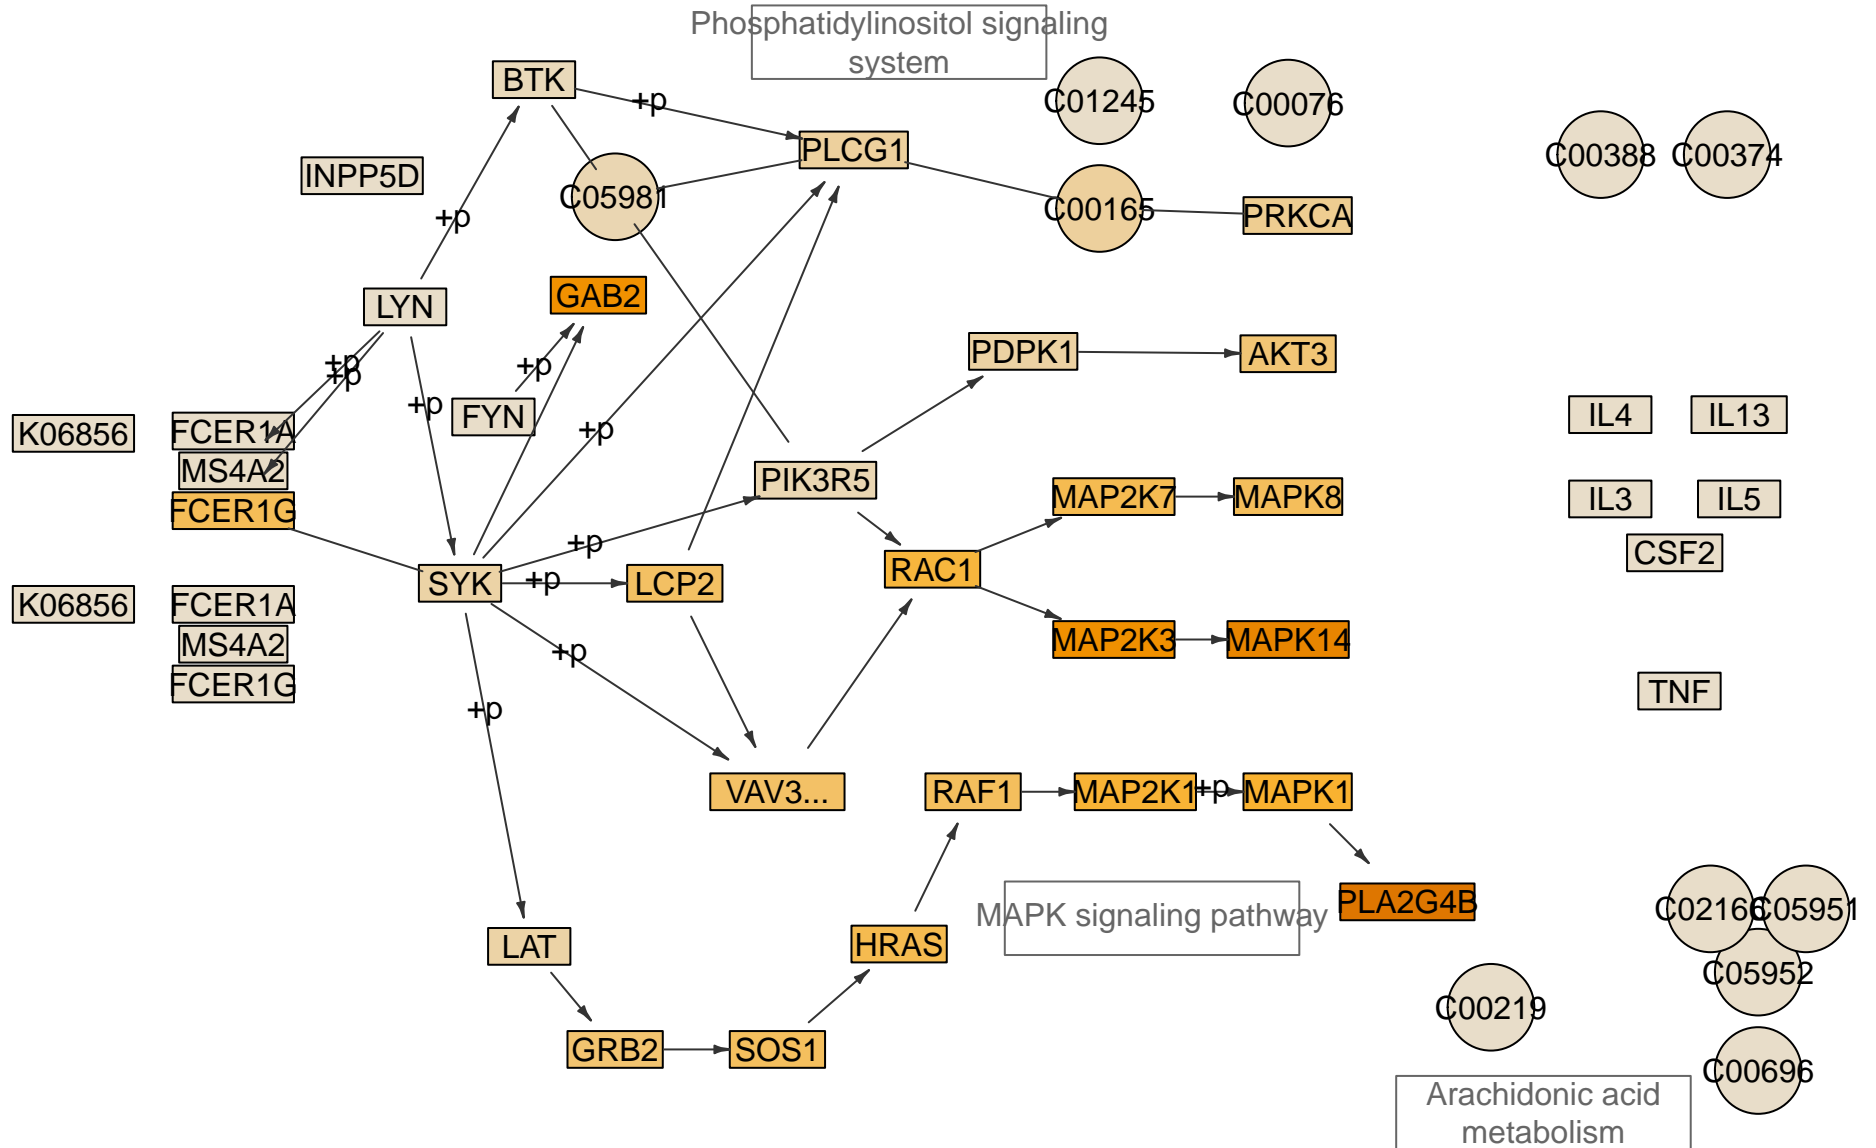 Phosphatidylinositol signaling
system
BTK
+p
C01245
C00076
PLCG1
C00388
C00374
INPP5D
C05981
+p
C00165
PRKCA
LYN
GAB2
PDPK1
AKT3
+p
+p
+p
+p
FYN
K06856
FCER1A
MS4A2
FCER1G
+p
PIK3R5
MAP2K7
MAPK8
IL4
IL13
IL3
IL5
CSF2
+p
SYK
+p
LCP2
RAC1
K06856
FCER1A
MS4A2
FCER1G
+p
MAP2K3
MAPK14
TNF
+p
VAV3...
RAF1
MAP2K1
+p
MAPK1
MAPK signaling pathway
PLA2G4B
C02166
C05951
LAT
HRAS
C05952
C00219
GRB2
SOS1
C00696
Arachidonic acid
metabolism